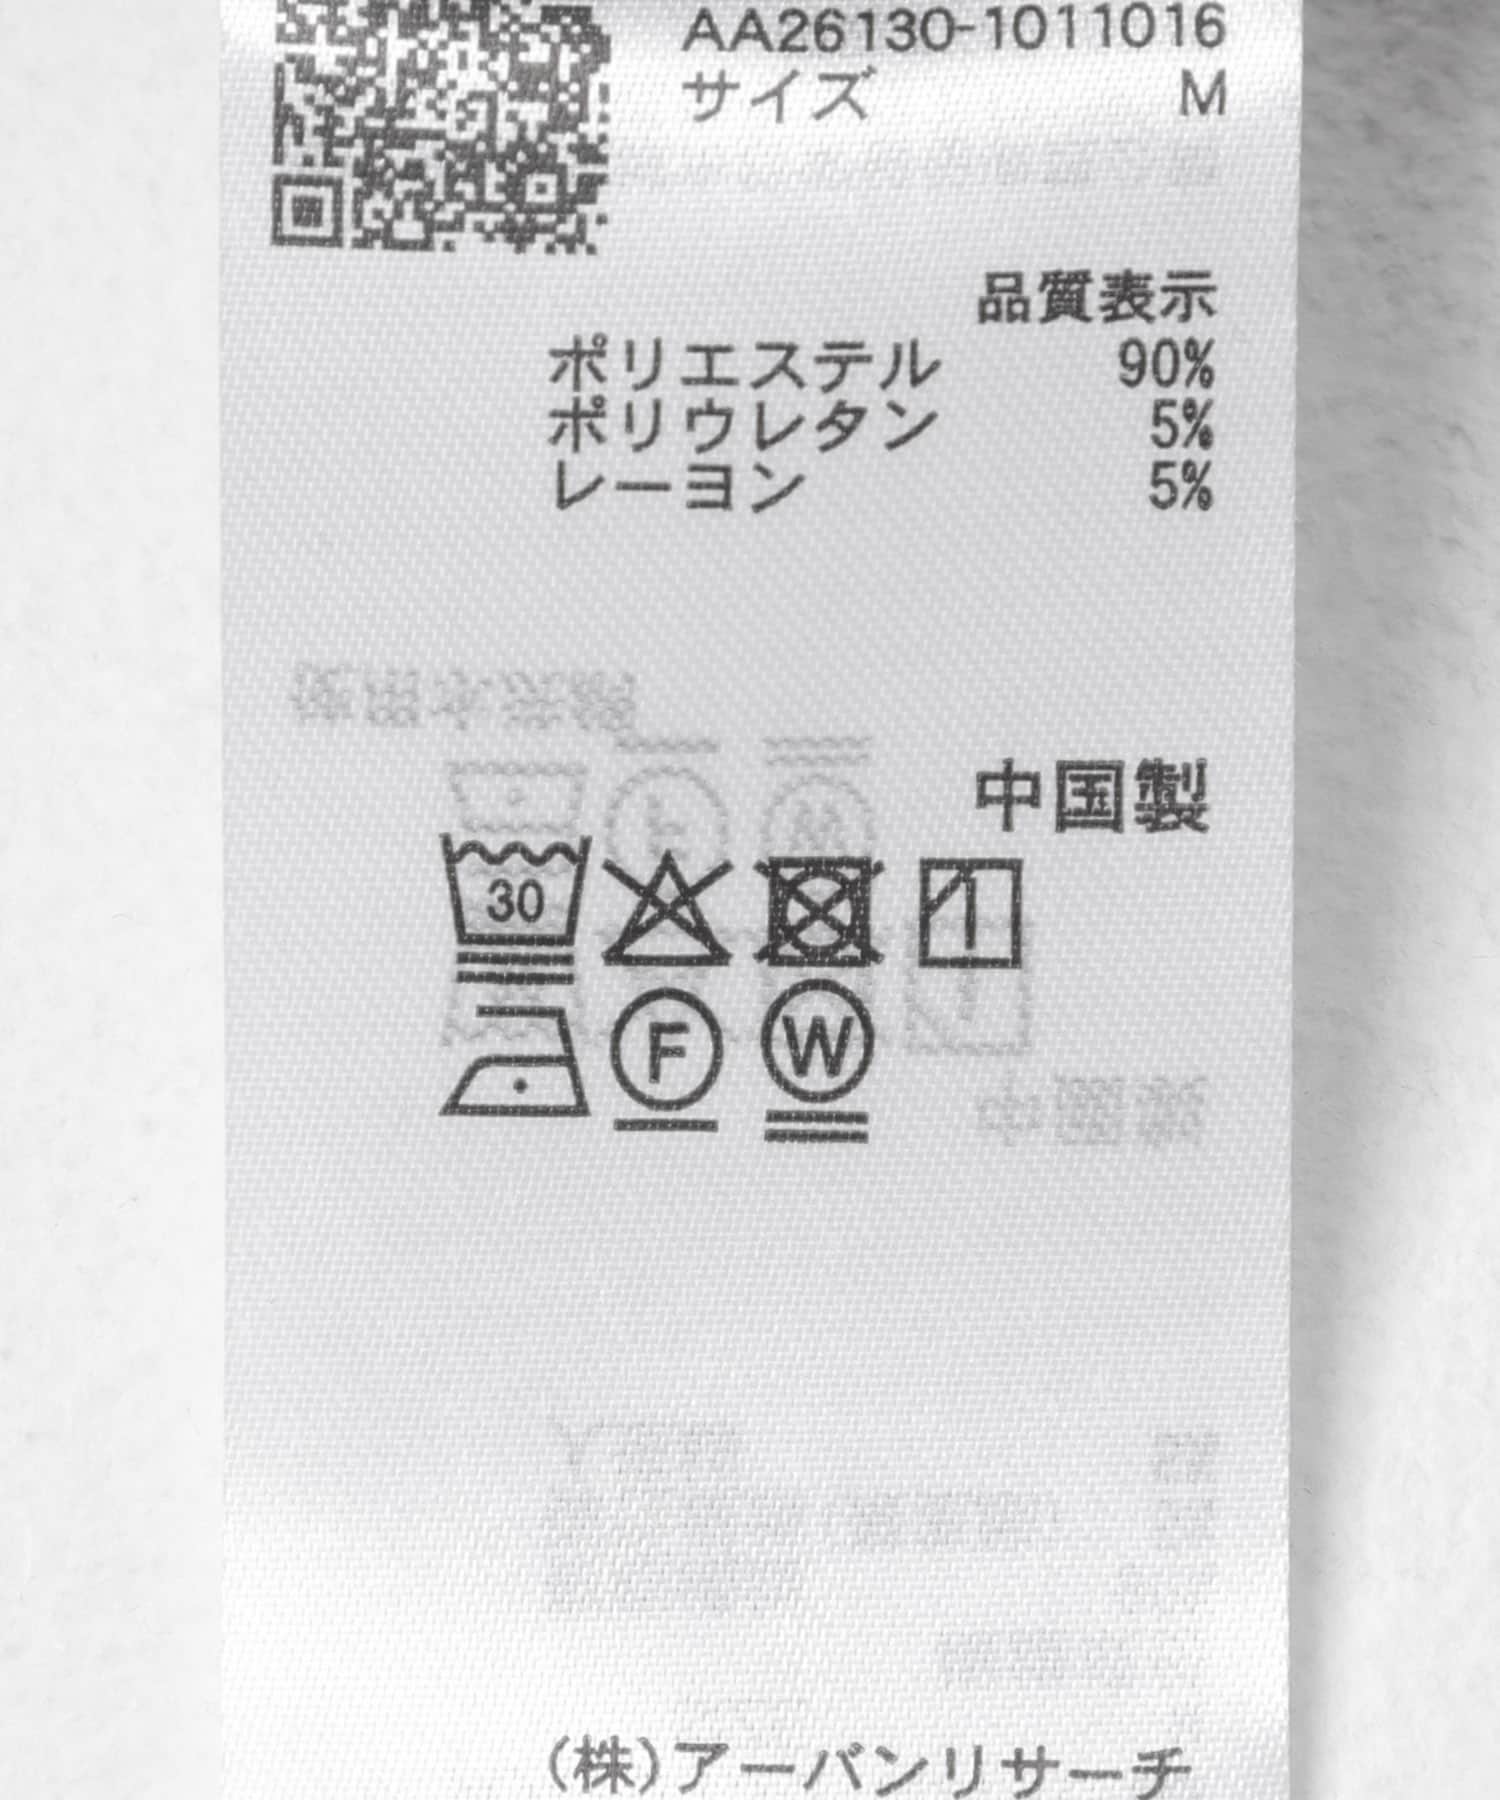 AA26130-1011016
サイズ M
品質表示
ポリエステル 90%
ポリウレタン 5%
レーヨン 5%
中国製
30
F W
(株)アーバンリサーチ